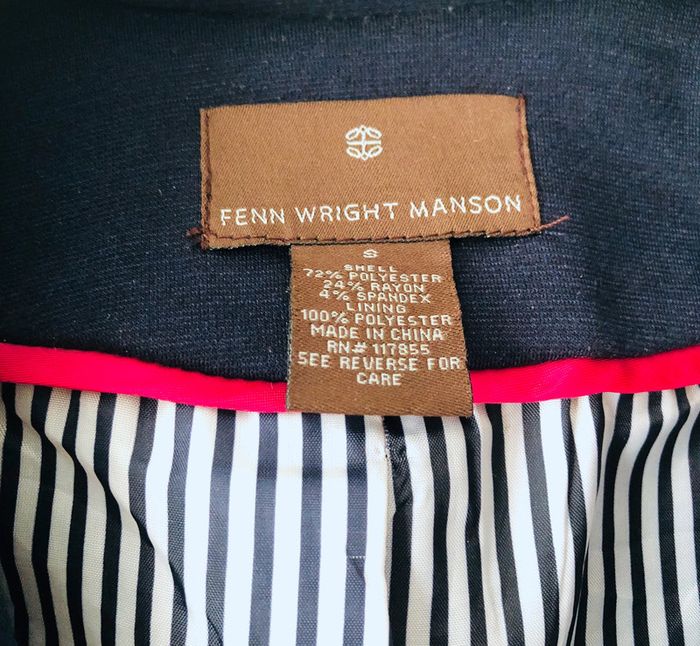 FENN WRIGHT MANSON
S
SHELL
72% POLYESTER
24% RAYON
4% SPANDEX
LINING
100% POLYESTER
MADE IN CHINA
RN# 117855
SEE REVERSE FOR
CARE